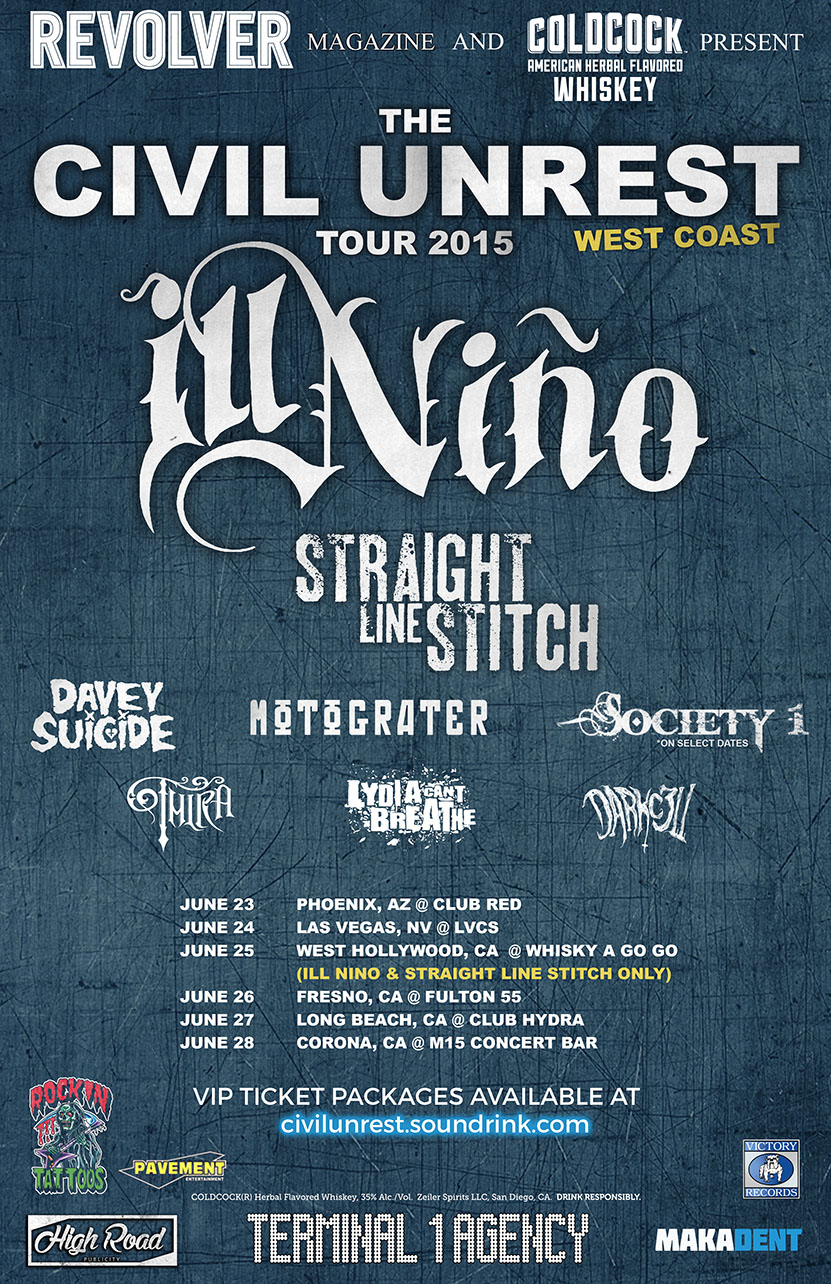 REVOLVER MAGAZINE AND COLDCOCK PRESENT
AMERICAN HERBAL FLAVORED
WHISKEY
THE
CIVIL UNREST
TOUR 2015 WEST COAST
ill Niño
STRAIGHT
LINE STITCH
DAVEY
SUICIDE
MOTOGRATER
SOCIETY 1
*ON SELECT DATES
THIRA
LYDIA CAN'T
BREATHE
DARKC3LL
JUNE 23 PHOENIX, AZ @ CLUB RED
JUNE 24 LAS VEGAS, NV @ LVCS
JUNE 25 WEST HOLLYWOOD, CA @ WHISKY A GO GO
(ILL NINO & STRAIGHT LINE STITCH ONLY)
JUNE 26 FRESNO, CA @ FULTON 55
JUNE 27 LONG BEACH, CA @ CLUB HYDRA
JUNE 28 CORONA, CA @ M15 CONCERT BAR
VIP TICKET PACKAGES AVAILABLE AT
civilunrest.soundrink.com
ROCKIN
TATTOOS
PAVEMENT
ENTERTAINMENT
VICTORY
RECORDS
COLDCOCK(R) Herbal Flavored Whiskey, 35% Alc./Vol. Zeiler Spirits LLC, San Diego, CA. DRINK RESPONSIBLY.
High Road
PUBLICITY
TERMINAL 1 AGENCY
MAKADENT